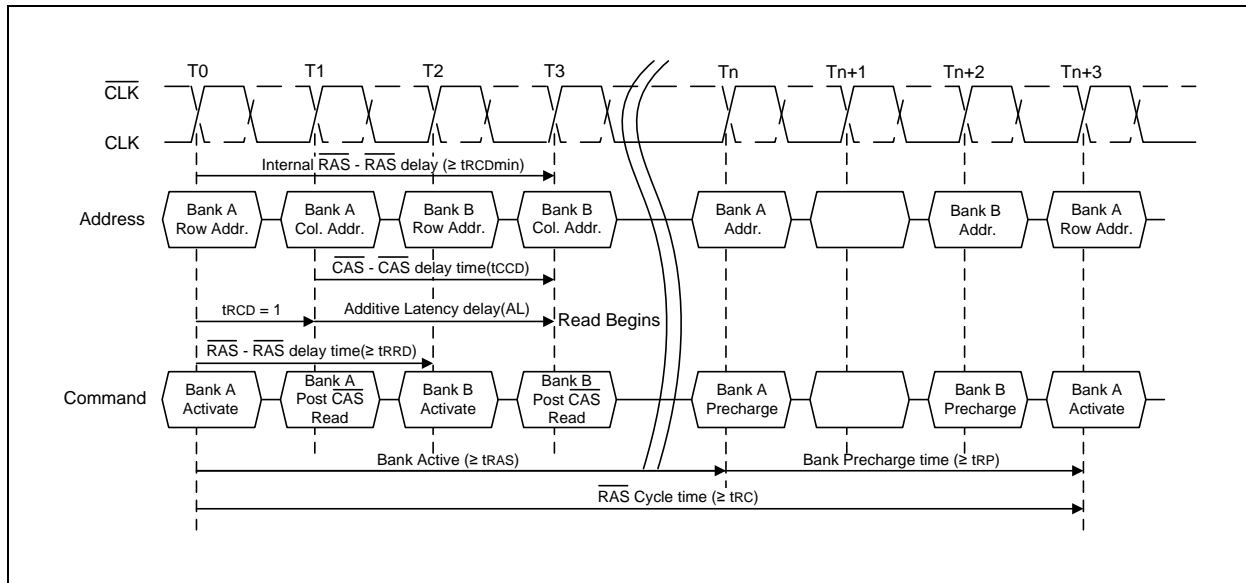 T0 T1 T2 T3 Tn Tn+1 Tn+2 Tn+3
CLK
CLK
Internal RAS - RAS delay (≥ tRCDmin)
Address
Bank A
Row Addr.
Bank A
Col. Addr.
Bank B
Row Addr.
Bank B
Col. Addr.
Bank A
Addr.
Bank B
Addr.
Bank A
Row Addr.
CAS - CAS delay time(tCCD)
tRCD = 1
Additive Latency delay(AL)
Read Begins
RAS - RAS delay time(≥ tRRD)
Command
Bank A
Activate
Bank A
Post CAS
Read
Bank B
Activate
Bank B
Post CAS
Read
Bank A
Precharge
Bank B
Precharge
Bank A
Activate
Bank Active (≥ tRAS)
Bank Precharge time (≥ tRP)
RAS Cycle time (≥ tRC)